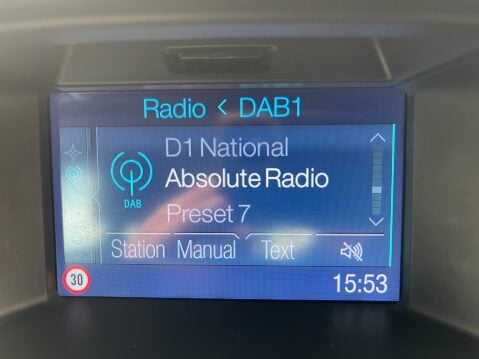 Radio < DAB1
D1 National
Absolute Radio
DAB
Preset 7
Station Manual Text
30
15:53